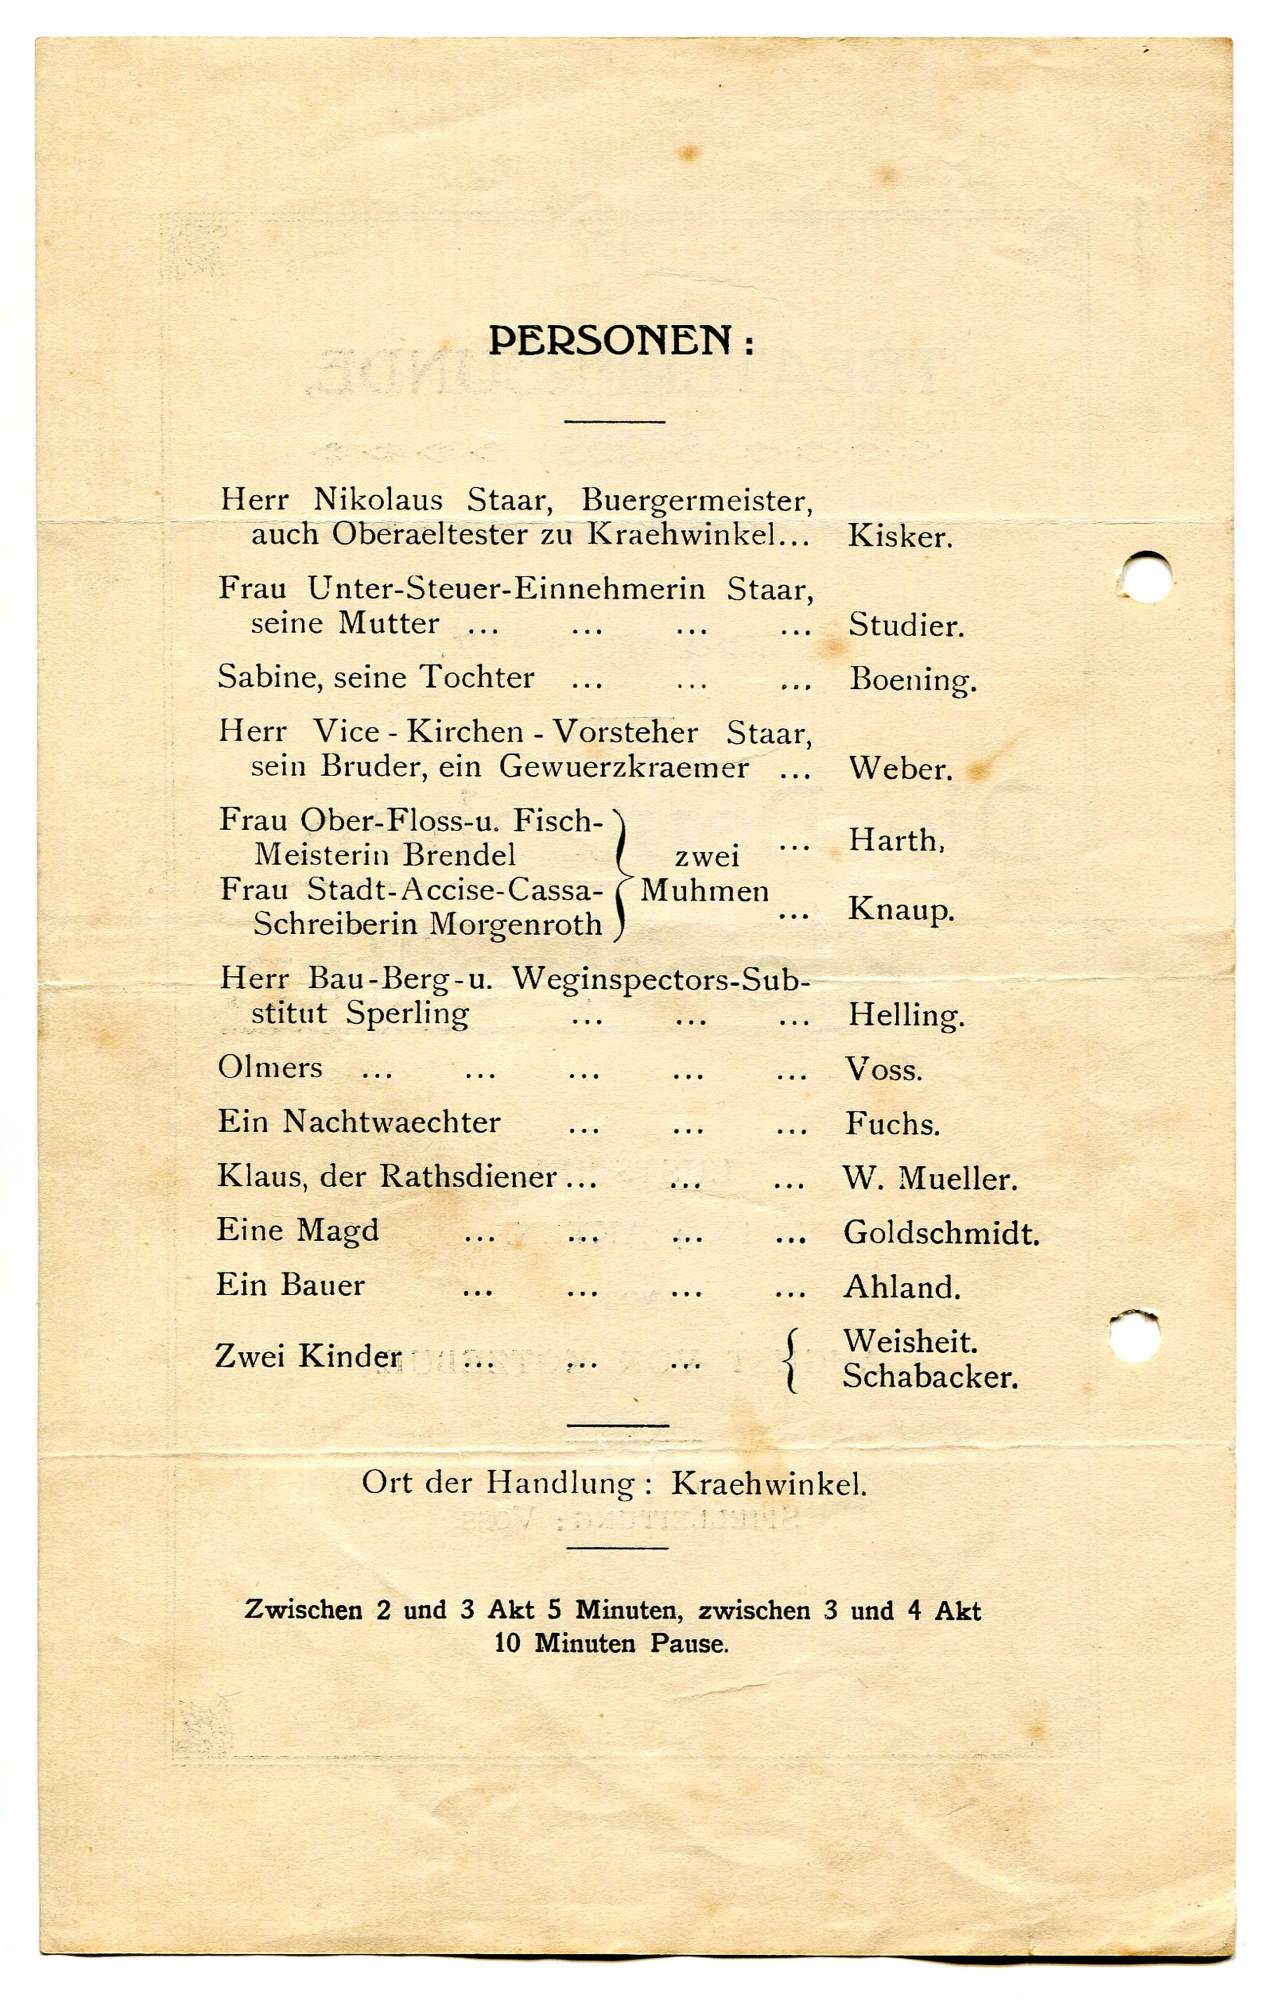 PERSONEN :
Herr Nikolaus Staar, Buergermeister,
auch Oberaeltester zu Kraehwinkel... Kisker.
Frau Unter-Steuer-Einnehmerin Staar,
seine Mutter ... ... ... ... Studier.
Sabine, seine Tochter ... ... ... Boening.
Herr Vice - Kirchen - Vorsteher Staar,
sein Bruder, ein Gewuerzkraemer ... Weber.
Frau Ober-Floss-u. Fisch-
Meisterin Brendel } zwei ... Harth,
Frau Stadt-Accise-Cassa- } Muhmen
Schreiberin Morgenroth ... Knaup.
Herr Bau-Berg-u. Weginspectors-Sub-
stitut Sperling ... ... ... Helling.
Olmers ... ... ... ... ... Voss.
Ein Nachtwaechter ... ... ... Fuchs.
Klaus, der Rathsdiener ... ... ... W. Mueller.
Eine Magd ... ... ... ... Goldschmidt.
Ein Bauer ... ... ... ... Ahland.
Zwei Kinder ... ... ... { Weisheit.
Schabacker.
Ort der Handlung : Kraehwinkel.
Zwischen 2 und 3 Akt 5 Minuten, zwischen 3 und 4 Akt
10 Minuten Pause.